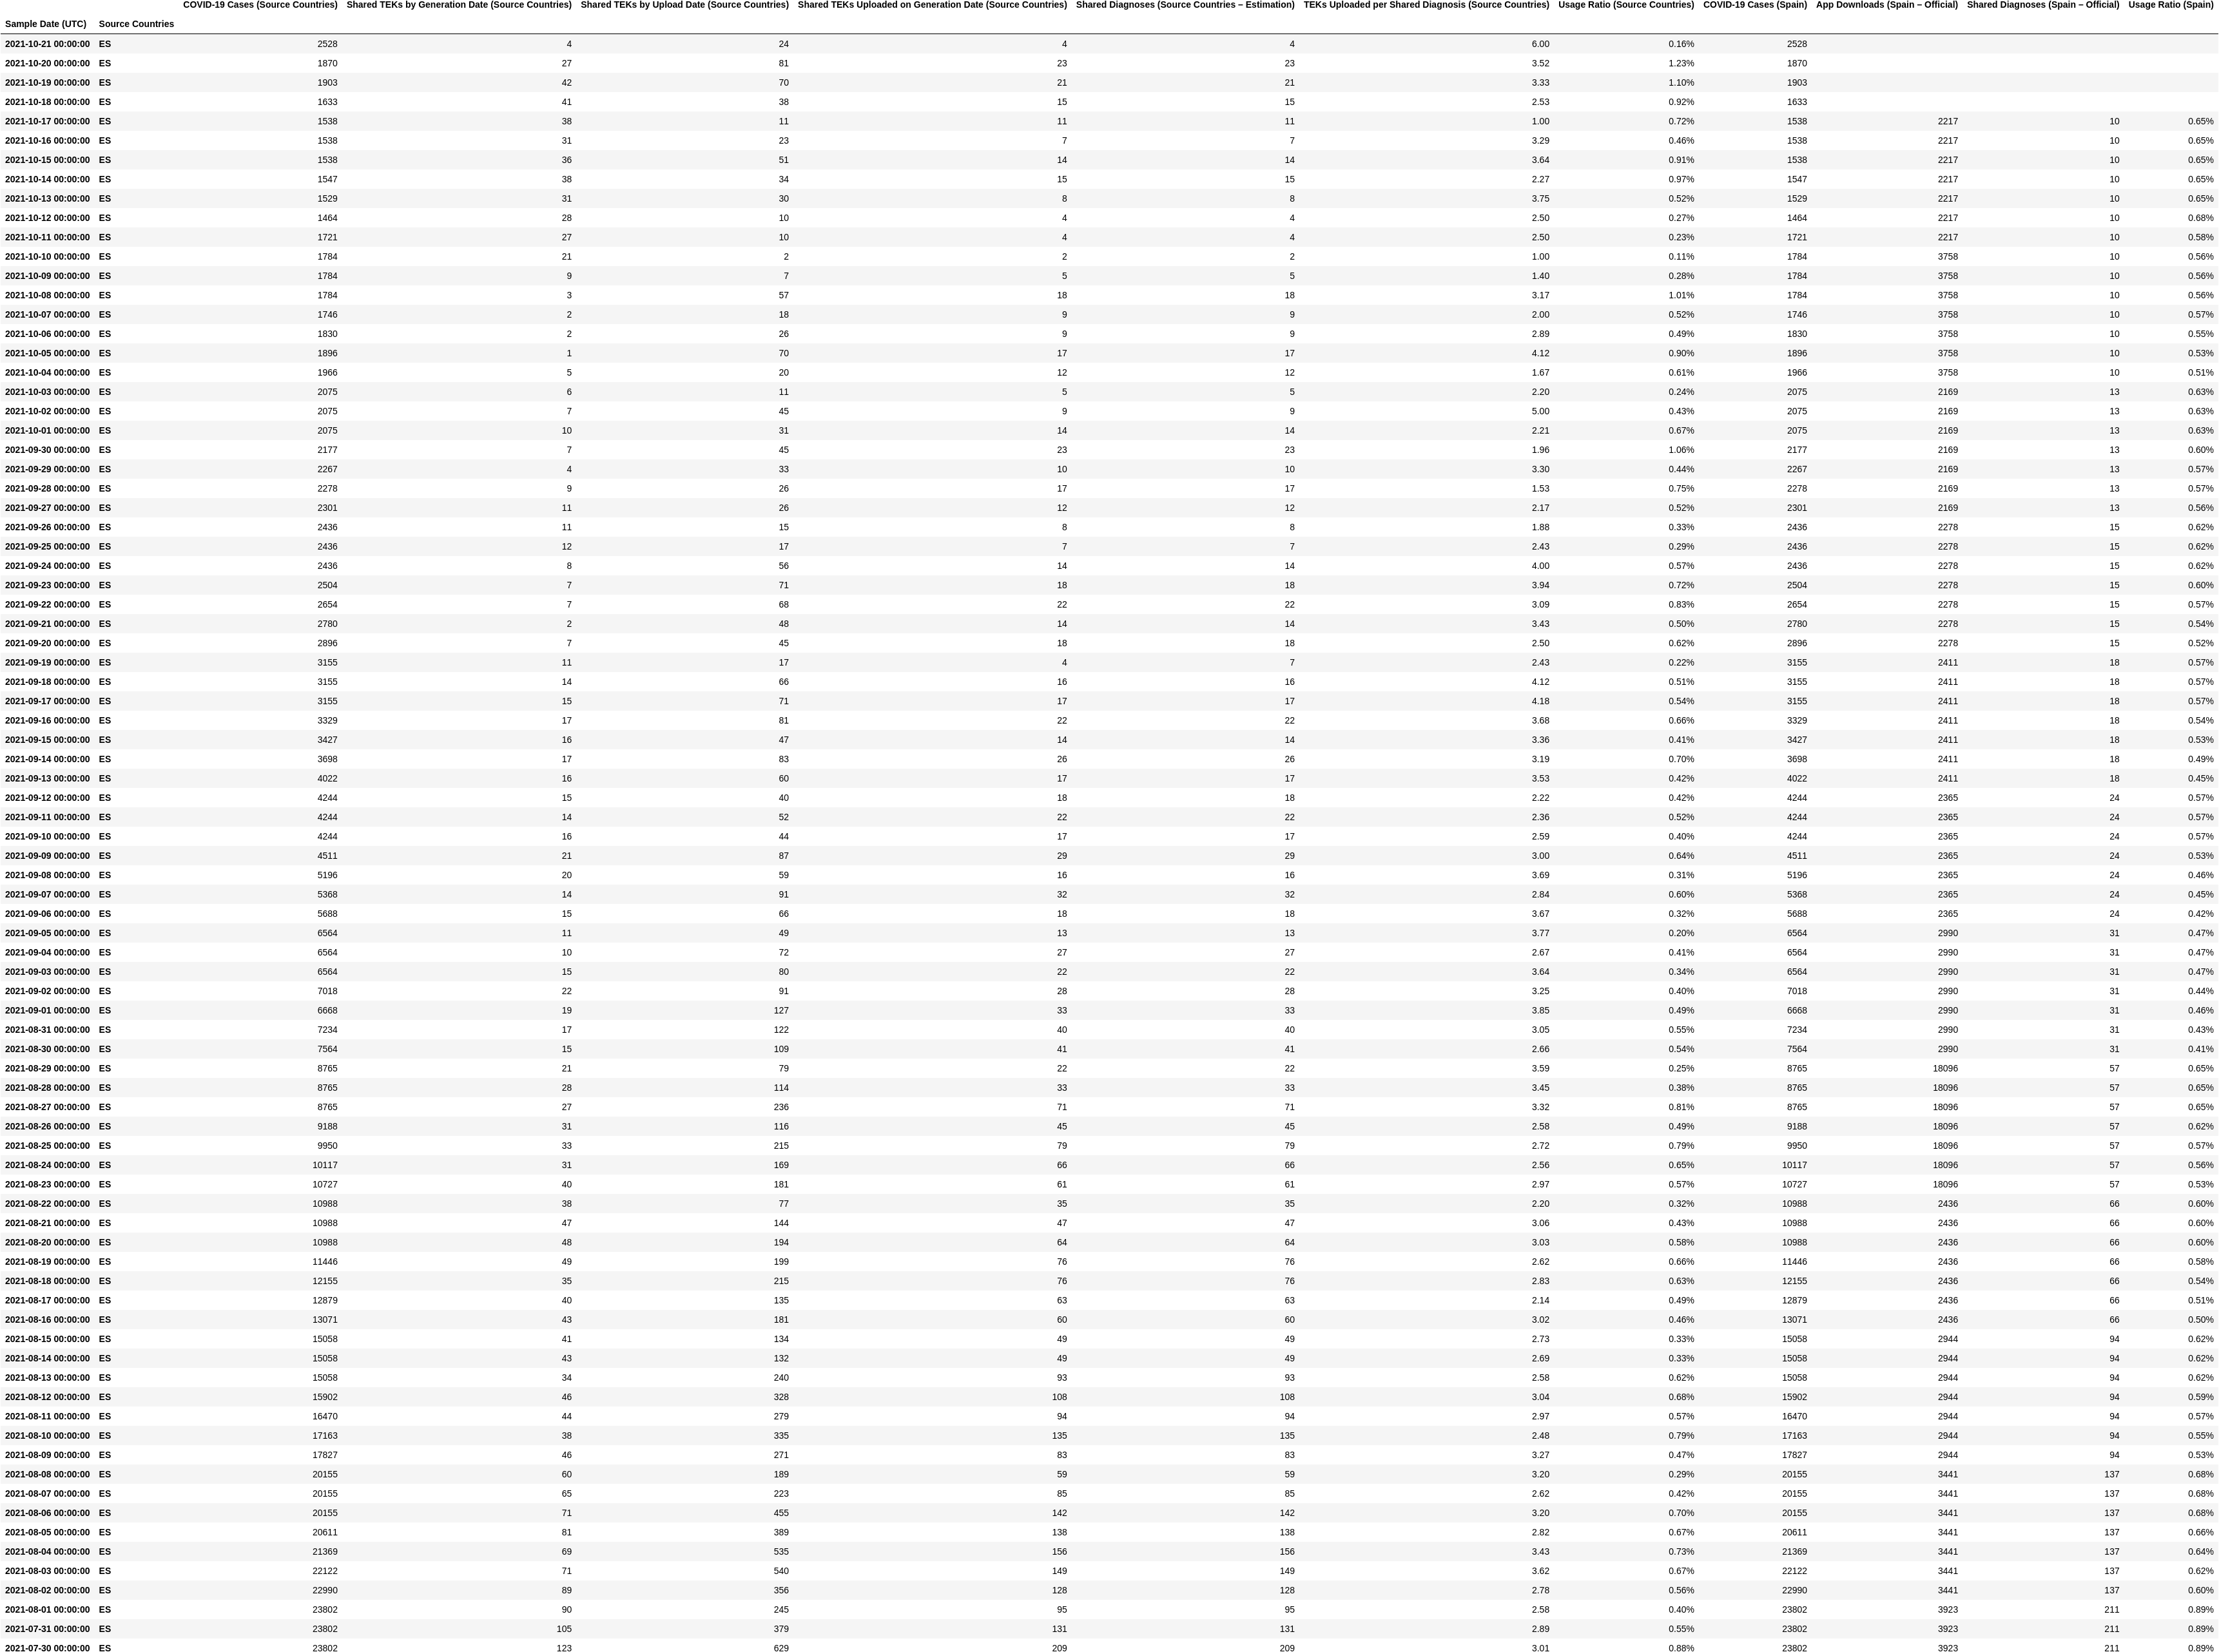 COVID-19 Cases (Source Countries) Shared TEKs by Generation Date (Source Countries) Shared TEKs by Upload Date (Source Countries) Shared TEKs Uploaded on Generation Date (Source Countries) Shared Diagnoses (Source Countries – Estimation) TEKs Uploaded per Shared Diagnosis (Source Countries) Usage Ratio (Source Countries) COVID-19 Cases (Spain) App Downloads (Spain – Official) Shared Diagnoses (Spain – Official) Usage Ratio (Spain)
Sample Date (UTC) Source Countries
2021-10-21 00:00:00 ES 2528 4 24 4 4 6.00 0.16% 2528
2021-10-20 00:00:00 ES 1870 27 81 23 23 3.52 1.23% 1870
2021-10-19 00:00:00 ES 1903 42 70 21 21 3.33 1.10% 1903
2021-10-18 00:00:00 ES 1633 41 38 15 15 2.53 0.92% 1633
2021-10-17 00:00:00 ES 1538 38 11 11 11 1.00 0.72% 1538 2217 10 0.65%
2021-10-16 00:00:00 ES 1538 31 23 7 7 3.29 0.46% 1538 2217 10 0.65%
2021-10-15 00:00:00 ES 1538 36 51 14 14 3.64 0.91% 1538 2217 10 0.65%
2021-10-14 00:00:00 ES 1547 38 34 15 15 2.27 0.97% 1547 2217 10 0.65%
2021-10-13 00:00:00 ES 1529 31 30 8 8 3.75 0.52% 1529 2217 10 0.65%
2021-10-12 00:00:00 ES 1464 28 10 4 4 2.50 0.27% 1464 2217 10 0.68%
2021-10-11 00:00:00 ES 1721 27 10 4 4 2.50 0.23% 1721 2217 10 0.58%
2021-10-10 00:00:00 ES 1784 21 2 2 2 1.00 0.11% 1784 3758 10 0.56%
2021-10-09 00:00:00 ES 1784 9 7 5 5 1.40 0.28% 1784 3758 10 0.56%
2021-10-08 00:00:00 ES 1784 3 57 18 18 3.17 1.01% 1784 3758 10 0.56%
2021-10-07 00:00:00 ES 1746 2 18 9 9 2.00 0.52% 1746 3758 10 0.57%
2021-10-06 00:00:00 ES 1830 2 26 9 9 2.89 0.49% 1830 3758 10 0.55%
2021-10-05 00:00:00 ES 1896 1 70 17 17 4.12 0.90% 1896 3758 10 0.53%
2021-10-04 00:00:00 ES 1966 5 20 12 12 1.67 0.61% 1966 3758 10 0.51%
2021-10-03 00:00:00 ES 2075 6 11 5 5 2.20 0.24% 2075 2169 13 0.63%
2021-10-02 00:00:00 ES 2075 7 45 9 9 5.00 0.43% 2075 2169 13 0.63%
2021-10-01 00:00:00 ES 2075 10 31 14 14 2.21 0.67% 2075 2169 13 0.63%
2021-09-30 00:00:00 ES 2177 7 45 23 23 1.96 1.06% 2177 2169 13 0.60%
2021-09-29 00:00:00 ES 2267 4 33 10 10 3.30 0.44% 2267 2169 13 0.57%
2021-09-28 00:00:00 ES 2278 9 26 17 17 1.53 0.75% 2278 2169 13 0.57%
2021-09-27 00:00:00 ES 2301 11 26 12 12 2.17 0.52% 2301 2169 13 0.56%
2021-09-26 00:00:00 ES 2436 11 15 8 8 1.88 0.33% 2436 2278 15 0.62%
2021-09-25 00:00:00 ES 2436 12 17 7 7 2.43 0.29% 2436 2278 15 0.62%
2021-09-24 00:00:00 ES 2436 8 56 14 14 4.00 0.57% 2436 2278 15 0.62%
2021-09-23 00:00:00 ES 2504 7 71 18 18 3.94 0.72% 2504 2278 15 0.60%
2021-09-22 00:00:00 ES 2654 7 68 22 22 3.09 0.83% 2654 2278 15 0.57%
2021-09-21 00:00:00 ES 2780 2 48 14 14 3.43 0.50% 2780 2278 15 0.54%
2021-09-20 00:00:00 ES 2896 7 45 18 18 2.50 0.62% 2896 2278 15 0.52%
2021-09-19 00:00:00 ES 3155 11 17 4 7 2.43 0.22% 3155 2411 18 0.57%
2021-09-18 00:00:00 ES 3155 14 66 16 16 4.12 0.51% 3155 2411 18 0.57%
2021-09-17 00:00:00 ES 3155 15 71 17 17 4.18 0.54% 3155 2411 18 0.57%
2021-09-16 00:00:00 ES 3329 17 81 22 22 3.68 0.66% 3329 2411 18 0.54%
2021-09-15 00:00:00 ES 3427 16 47 14 14 3.36 0.41% 3427 2411 18 0.53%
2021-09-14 00:00:00 ES 3698 17 83 26 26 3.19 0.70% 3698 2411 18 0.49%
2021-09-13 00:00:00 ES 4022 16 60 17 17 3.53 0.42% 4022 2411 18 0.45%
2021-09-12 00:00:00 ES 4244 15 40 18 18 2.22 0.42% 4244 2365 24 0.57%
2021-09-11 00:00:00 ES 4244 14 52 22 22 2.36 0.52% 4244 2365 24 0.57%
2021-09-10 00:00:00 ES 4244 16 44 17 17 2.59 0.40% 4244 2365 24 0.57%
2021-09-09 00:00:00 ES 4511 21 87 29 29 3.00 0.64% 4511 2365 24 0.53%
2021-09-08 00:00:00 ES 5196 20 59 16 16 3.69 0.31% 5196 2365 24 0.46%
2021-09-07 00:00:00 ES 5368 14 91 32 32 2.84 0.60% 5368 2365 24 0.45%
2021-09-06 00:00:00 ES 5688 15 66 18 18 3.67 0.32% 5688 2365 24 0.42%
2021-09-05 00:00:00 ES 6564 11 49 13 13 3.77 0.20% 6564 2990 31 0.47%
2021-09-04 00:00:00 ES 6564 10 72 27 27 2.67 0.41% 6564 2990 31 0.47%
2021-09-03 00:00:00 ES 6564 15 80 22 22 3.64 0.34% 6564 2990 31 0.47%
2021-09-02 00:00:00 ES 7018 22 91 28 28 3.25 0.40% 7018 2990 31 0.44%
2021-09-01 00:00:00 ES 6668 19 127 33 33 3.85 0.49% 6668 2990 31 0.46%
2021-08-31 00:00:00 ES 7234 17 122 40 40 3.05 0.55% 7234 2990 31 0.43%
2021-08-30 00:00:00 ES 7564 15 109 41 41 2.66 0.54% 7564 2990 31 0.41%
2021-08-29 00:00:00 ES 8765 21 79 22 22 3.59 0.25% 8765 18096 57 0.65%
2021-08-28 00:00:00 ES 8765 28 114 33 33 3.45 0.38% 8765 18096 57 0.65%
2021-08-27 00:00:00 ES 8765 27 236 71 71 3.32 0.81% 8765 18096 57 0.65%
2021-08-26 00:00:00 ES 9188 31 116 45 45 2.58 0.49% 9188 18096 57 0.62%
2021-08-25 00:00:00 ES 9950 33 215 79 79 2.72 0.79% 9950 18096 57 0.57%
2021-08-24 00:00:00 ES 10117 31 169 66 66 2.56 0.65% 10117 18096 57 0.56%
2021-08-23 00:00:00 ES 10727 40 181 61 61 2.97 0.57% 10727 18096 57 0.53%
2021-08-22 00:00:00 ES 10988 38 77 35 35 2.20 0.32% 10988 2436 66 0.60%
2021-08-21 00:00:00 ES 10988 47 144 47 47 3.06 0.43% 10988 2436 66 0.60%
2021-08-20 00:00:00 ES 10988 48 194 64 64 3.03 0.58% 10988 2436 66 0.60%
2021-08-19 00:00:00 ES 11446 49 199 76 76 2.62 0.66% 11446 2436 66 0.58%
2021-08-18 00:00:00 ES 12155 35 215 76 76 2.83 0.63% 12155 2436 66 0.54%
2021-08-17 00:00:00 ES 12879 40 135 63 63 2.14 0.49% 12879 2436 66 0.51%
2021-08-16 00:00:00 ES 13071 43 181 60 60 3.02 0.46% 13071 2436 66 0.50%
2021-08-15 00:00:00 ES 15058 41 134 49 49 2.73 0.33% 15058 2944 94 0.62%
2021-08-14 00:00:00 ES 15058 43 132 49 49 2.69 0.33% 15058 2944 94 0.62%
2021-08-13 00:00:00 ES 15058 34 240 93 93 2.58 0.62% 15058 2944 94 0.62%
2021-08-12 00:00:00 ES 15902 46 328 108 108 3.04 0.68% 15902 2944 94 0.59%
2021-08-11 00:00:00 ES 16470 44 279 94 94 2.97 0.57% 16470 2944 94 0.57%
2021-08-10 00:00:00 ES 17163 38 335 135 135 2.48 0.79% 17163 2944 94 0.55%
2021-08-09 00:00:00 ES 17827 46 271 83 83 3.27 0.47% 17827 2944 94 0.53%
2021-08-08 00:00:00 ES 20155 60 189 59 59 3.20 0.29% 20155 3441 137 0.68%
2021-08-07 00:00:00 ES 20155 65 223 85 85 2.62 0.42% 20155 3441 137 0.68%
2021-08-06 00:00:00 ES 20155 71 455 142 142 3.20 0.70% 20155 3441 137 0.68%
2021-08-05 00:00:00 ES 20611 81 389 138 138 2.82 0.67% 20611 3441 137 0.66%
2021-08-04 00:00:00 ES 21369 69 535 156 156 3.43 0.73% 21369 3441 137 0.64%
2021-08-03 00:00:00 ES 22122 71 540 149 149 3.62 0.67% 22122 3441 137 0.62%
2021-08-02 00:00:00 ES 22990 89 356 128 128 2.78 0.56% 22990 3441 137 0.60%
2021-08-01 00:00:00 ES 23802 90 245 95 95 2.58 0.40% 23802 3923 211 0.89%
2021-07-31 00:00:00 ES 23802 105 379 131 131 2.89 0.55% 23802 3923 211 0.89%
2021-07-30 00:00:00 ES 23802 123 629 209 209 3.01 0.88% 23802 3923 211 0.89%